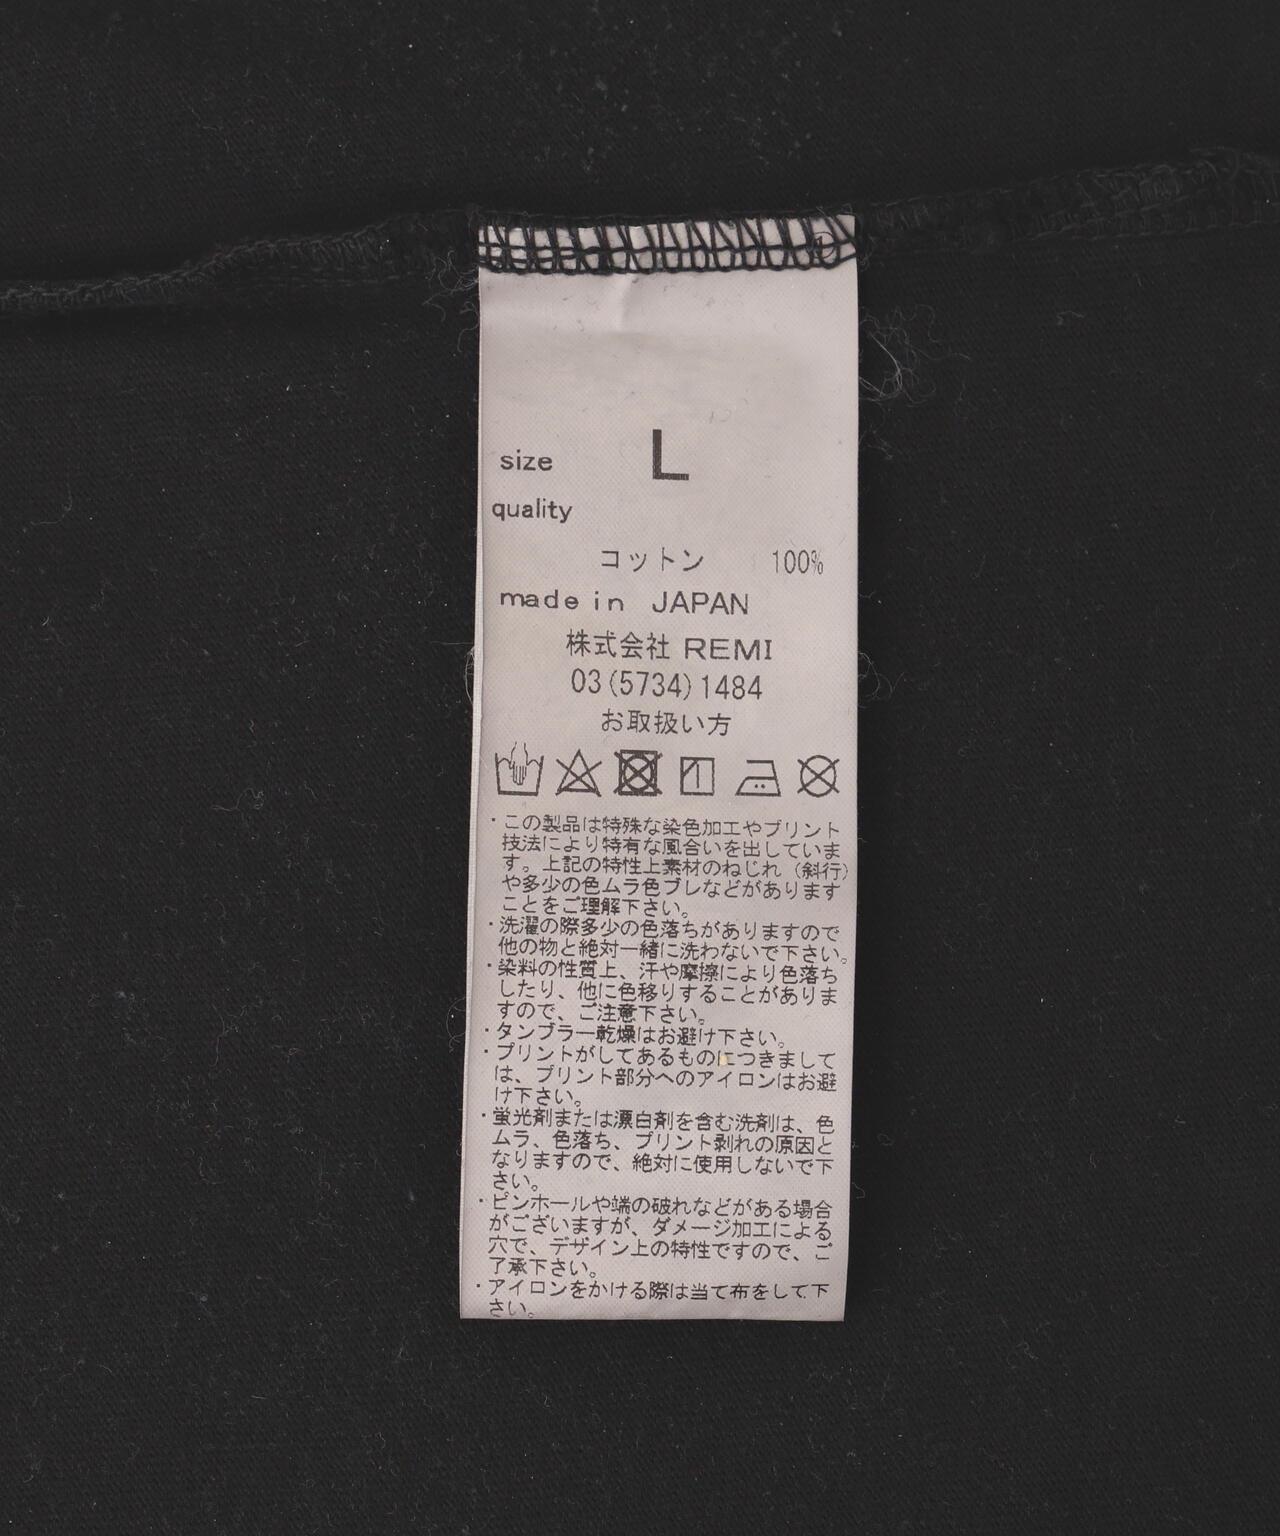 size L
quality
コットン 100%
made in JAPAN
株式会社 REMI
03(5734)1484
お取扱い方
・この製品は特殊な染色加工やプリント
技法により特有な風合いを出していま
す。上記の特性上素材のねじれ（斜行）
や多少の色ムラ色ブレなどがあります
ことをご理解下さい。
・洗濯の際多少の色落ちがありますので
他の物と絶対一緒に洗わないで下さい。
・染料の性質上、汗や摩擦により色落ち
したり、他に色移りすることがありま
すので、ご注意下さい。
・タンブラー乾燥はお避け下さい。
・プリントがしてあるものにつきまして
は、プリント部分へのアイロンはお避
け下さい。
・蛍光剤または漂白剤を含む洗剤は、色
ムラ、色落ち、プリント剥れの原因と
なりますので、絶対に使用しないで下
さい。
・ピンホールや端の破れなどがある場合
がございますが、ダメージ加工による
穴で、デザイン上の特性ですので、ご
了承下さい。
・アイロンをかける際は当て布をして下
さい。